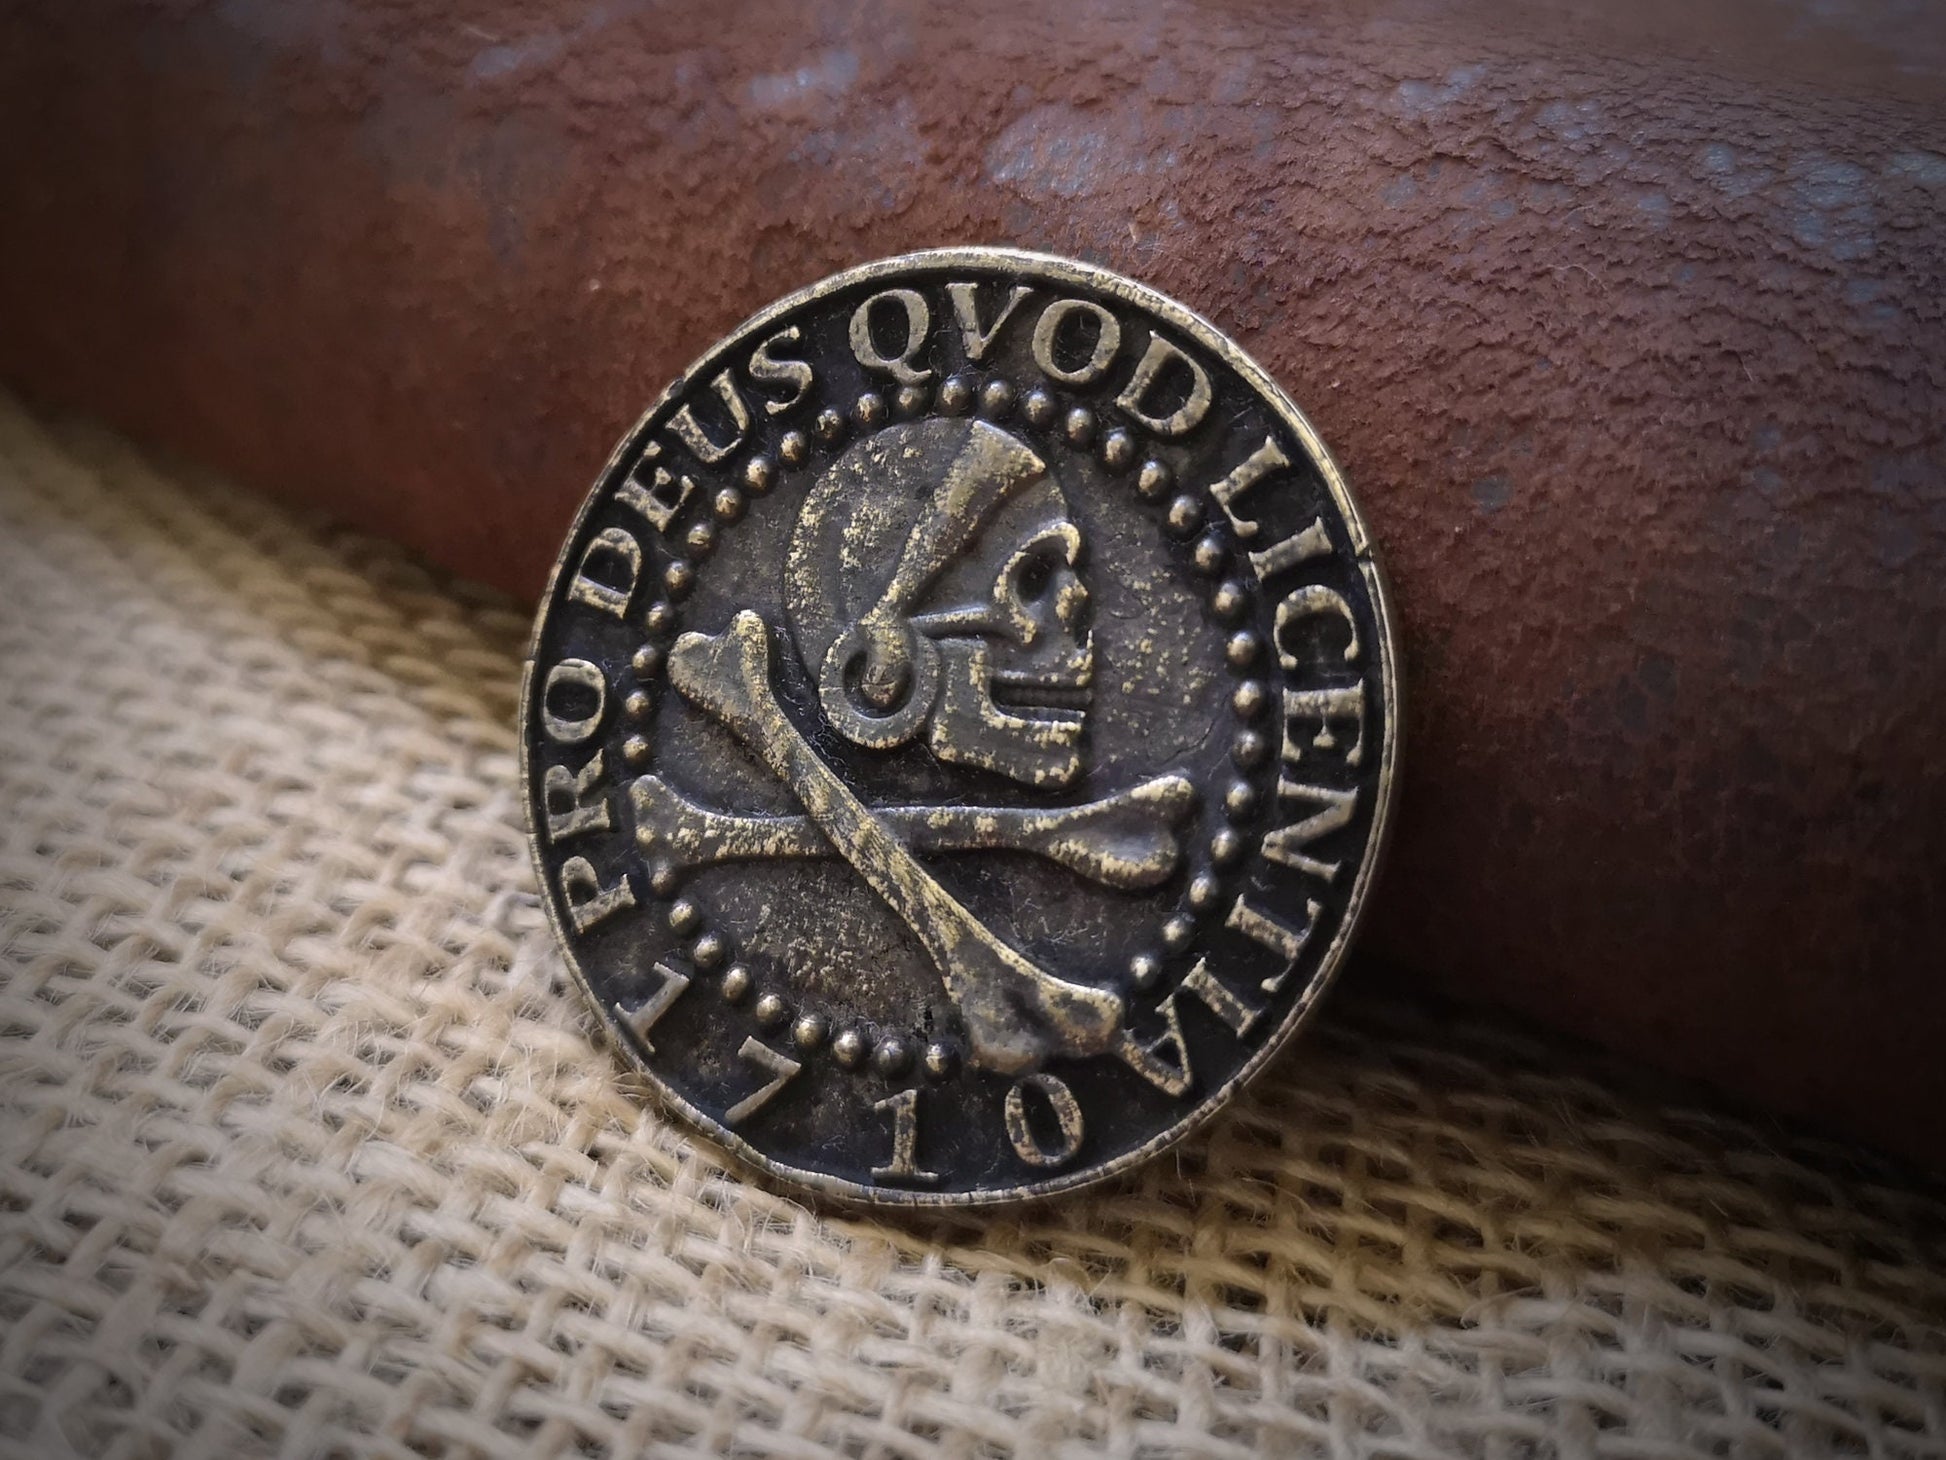 PRO DEUS QVOD LICENTIA
1710